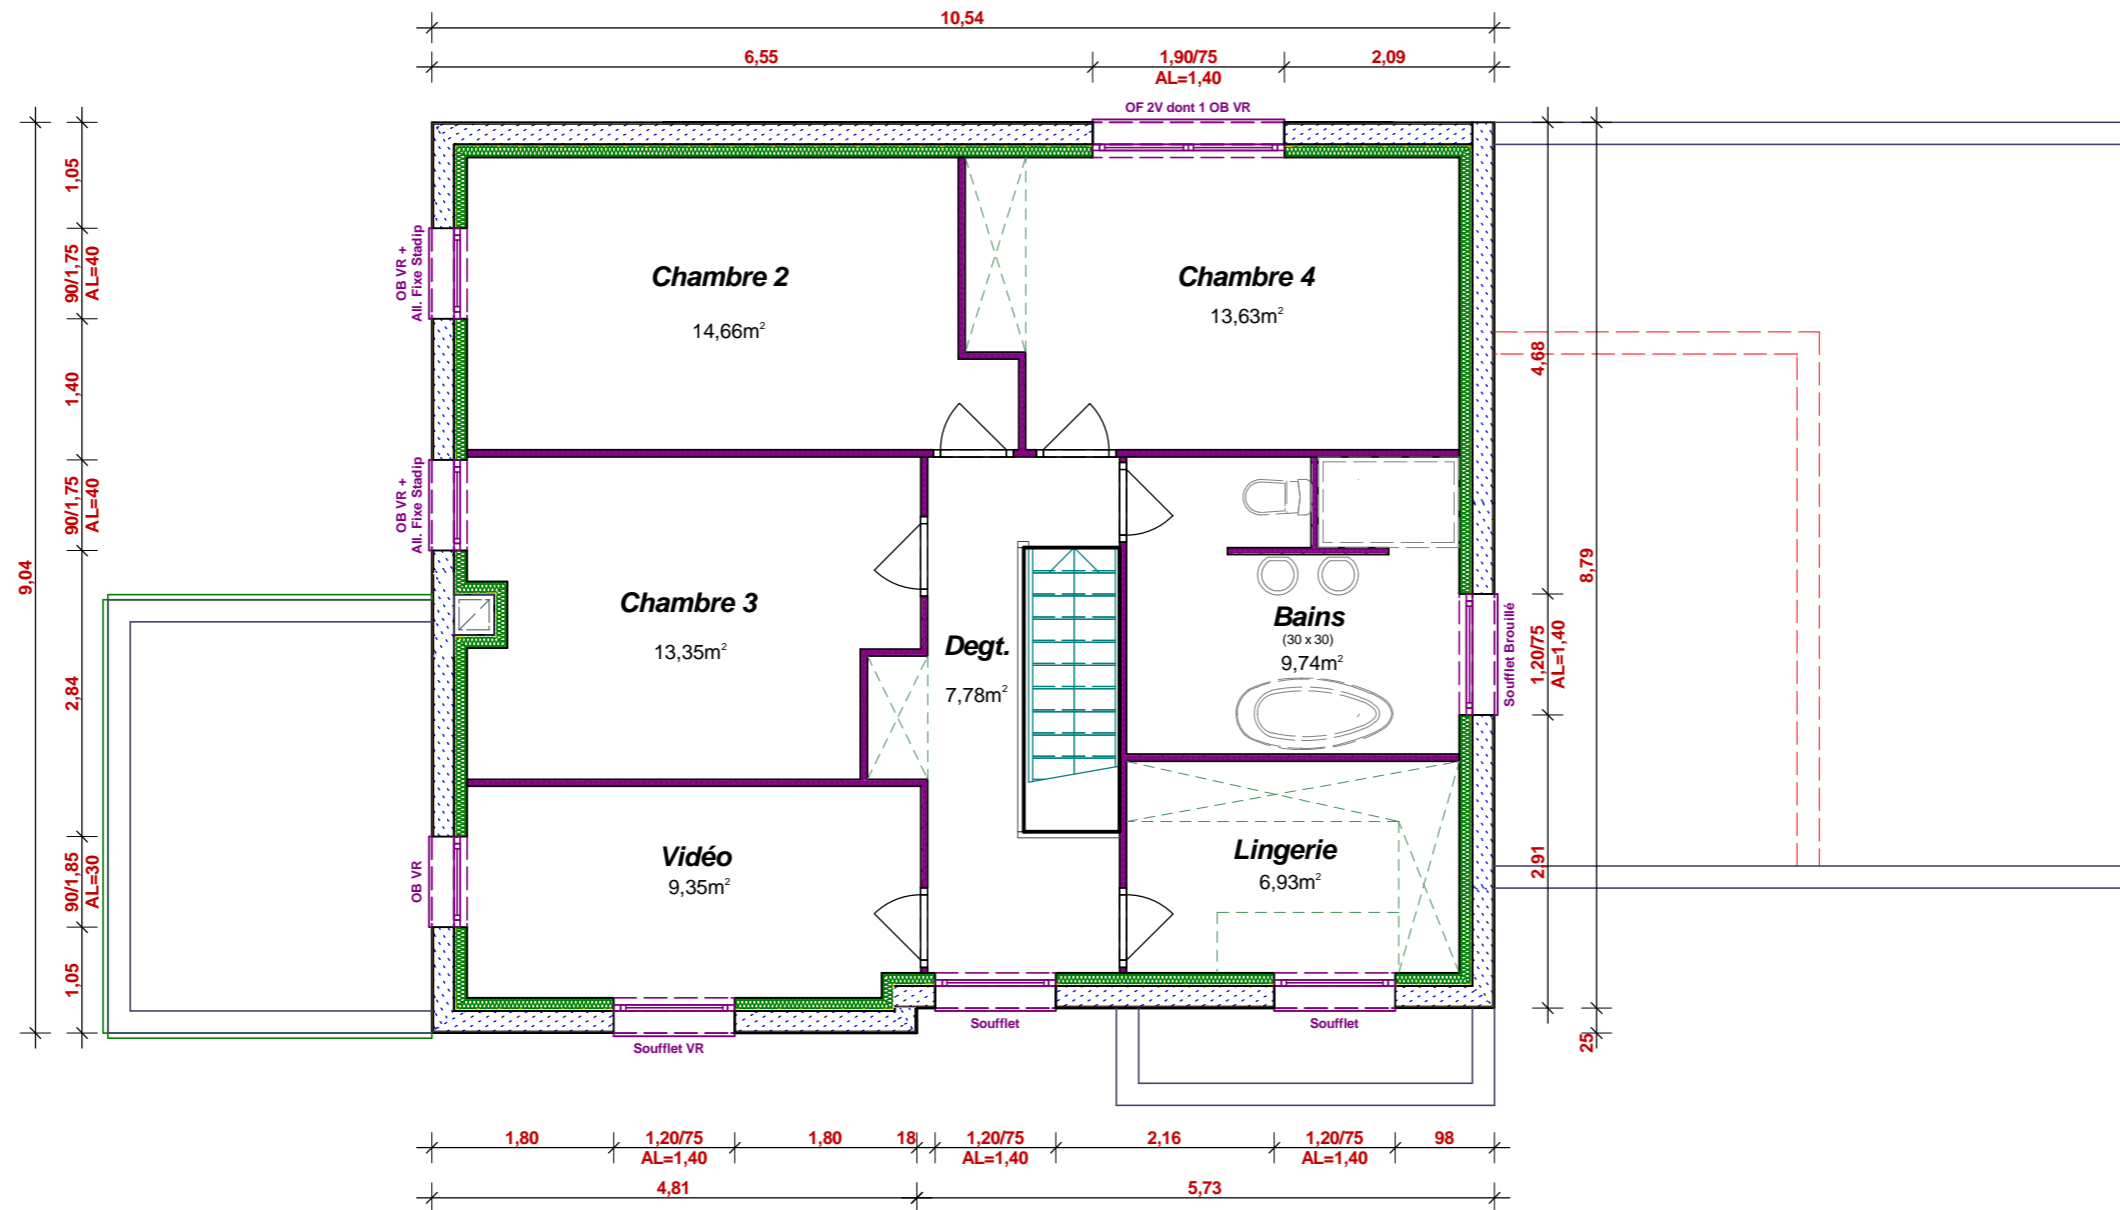 10,54
6,55
1,90/75
AL=1,40
2,09
OF 2V dont 1 OB VR
1,05
90/1,75
AL=40
1,40
90/1,75
AL=40
2,84
90/1,85
AL=30
1,05
9,04
OB VR +
All. Fixe Stadip
OB VR +
All. Fixe Stadip
OB VR
Chambre 2
14,66m²
Chambre 4
13,63m²
Chambre 3
13,35m²
Degt.
7,78m²
Bains
(30 x 30)
9,74m²
Vidéo
9,35m²
Lingerie
6,93m²
Soufflet Brouillé
4,68
1,20/75
AL=1,40
2,91
8,79
25
Soufflet VR
Soufflet
Soufflet
1,80
1,20/75
AL=1,40
1,80
18
1,20/75
AL=1,40
2,16
1,20/75
AL=1,40
98
4,81
5,73